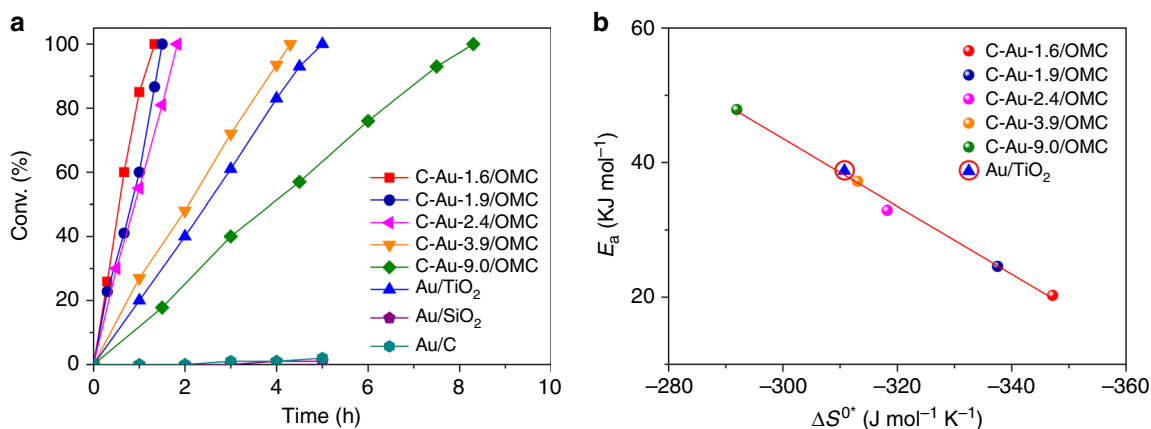 a
100
80
60
40
20
0
Conv. (%)
0 2 4 6 8 10
Time (h)
C-Au-1.6/OMC
C-Au-1.9/OMC
C-Au-2.4/OMC
C-Au-3.9/OMC
C-Au-9.0/OMC
Au/TiO₂
Au/SiO₂
Au/C
b
60
40
20
Eₐ (KJ mol⁻¹)
−280 −300 −320 −340 −360
ΔS⁰* (J mol⁻¹ K⁻¹)
C-Au-1.6/OMC
C-Au-1.9/OMC
C-Au-2.4/OMC
C-Au-3.9/OMC
C-Au-9.0/OMC
Au/TiO₂